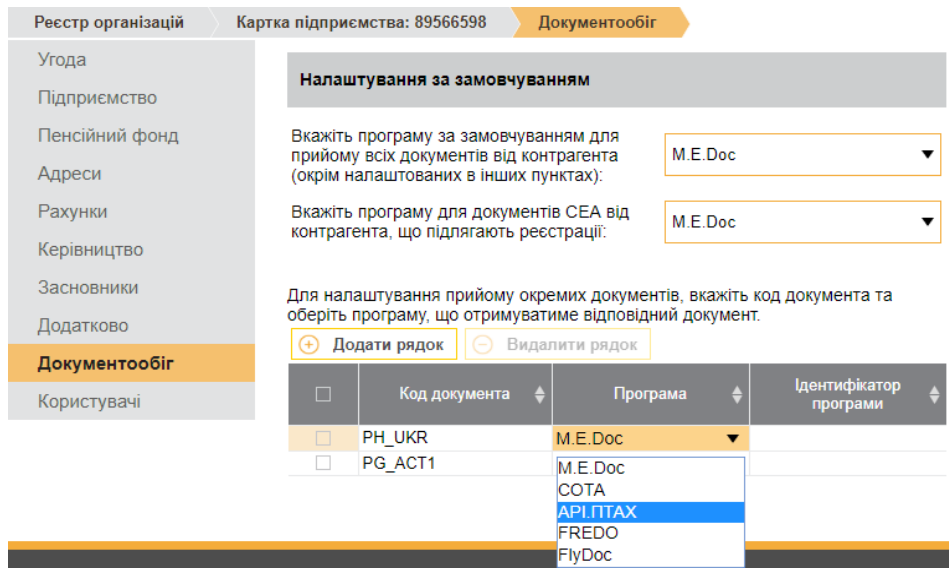 Реєстр організацій
Картка підприємства: 89566598
Документообіг
Угода
Підприємство
Пенсійний фонд
Адреси
Рахунки
Керівництво
Засновники
Додатково
Документообіг
Користувачі
Налаштування за замовчуванням
Вкажіть програму за замовчуванням для
прийому всіх документів від контрагента
(окрім налаштованих в інших пунктах):
M.E.Doc
Вкажіть програму для документів СЕА від
контрагента, що підлягають реєстрації:
M.E.Doc
Для налаштування прийому окремих документів, вкажіть код документа та
оберіть програму, що отримуватиме відповідний документ.
Додати рядок
Видалити рядок
Код документа
Програма
Ідентифікатор
програми
PH_UKR
M.E.Doc
PG_ACT1
M.E.Doc
СОТА
АРІ.ПТАХ
FREDO
FlyDoc